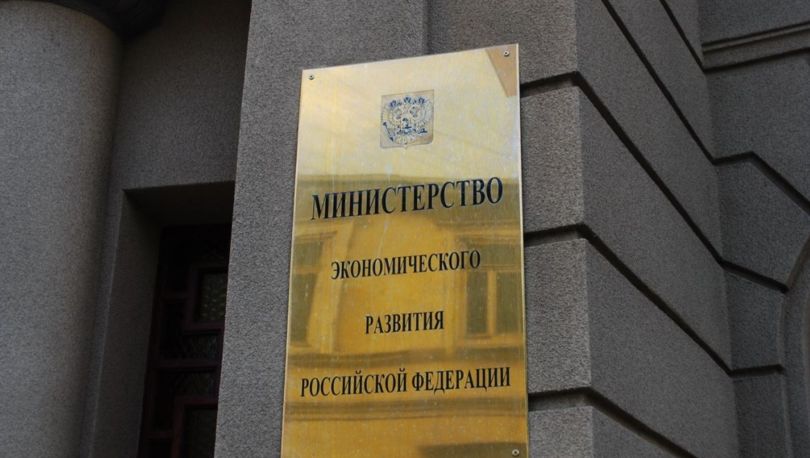 МИНИСТЕРСТВО
ЭКОНОМИЧЕСКОГО
РАЗВИТИЯ
РОССИЙСКОЙ ФЕДЕРАЦИИ